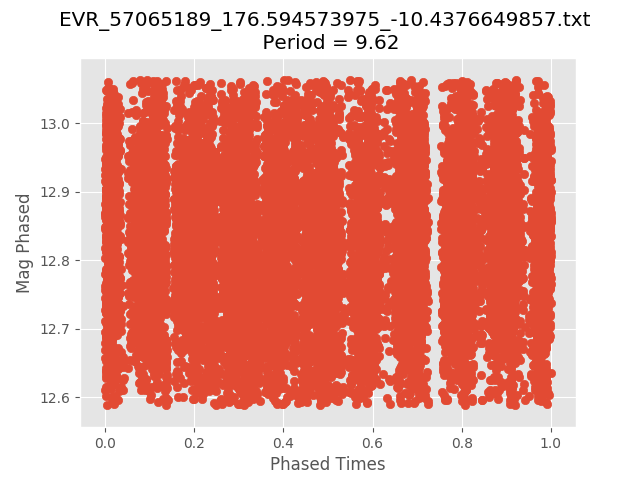 EVR_57065189_176.594573975_-10.4376649857.txt
Period = 9.62
13.0
12.9
12.8
12.7
12.6
Mag Phased
0.0 0.2 0.4 0.6 0.8 1.0
Phased Times